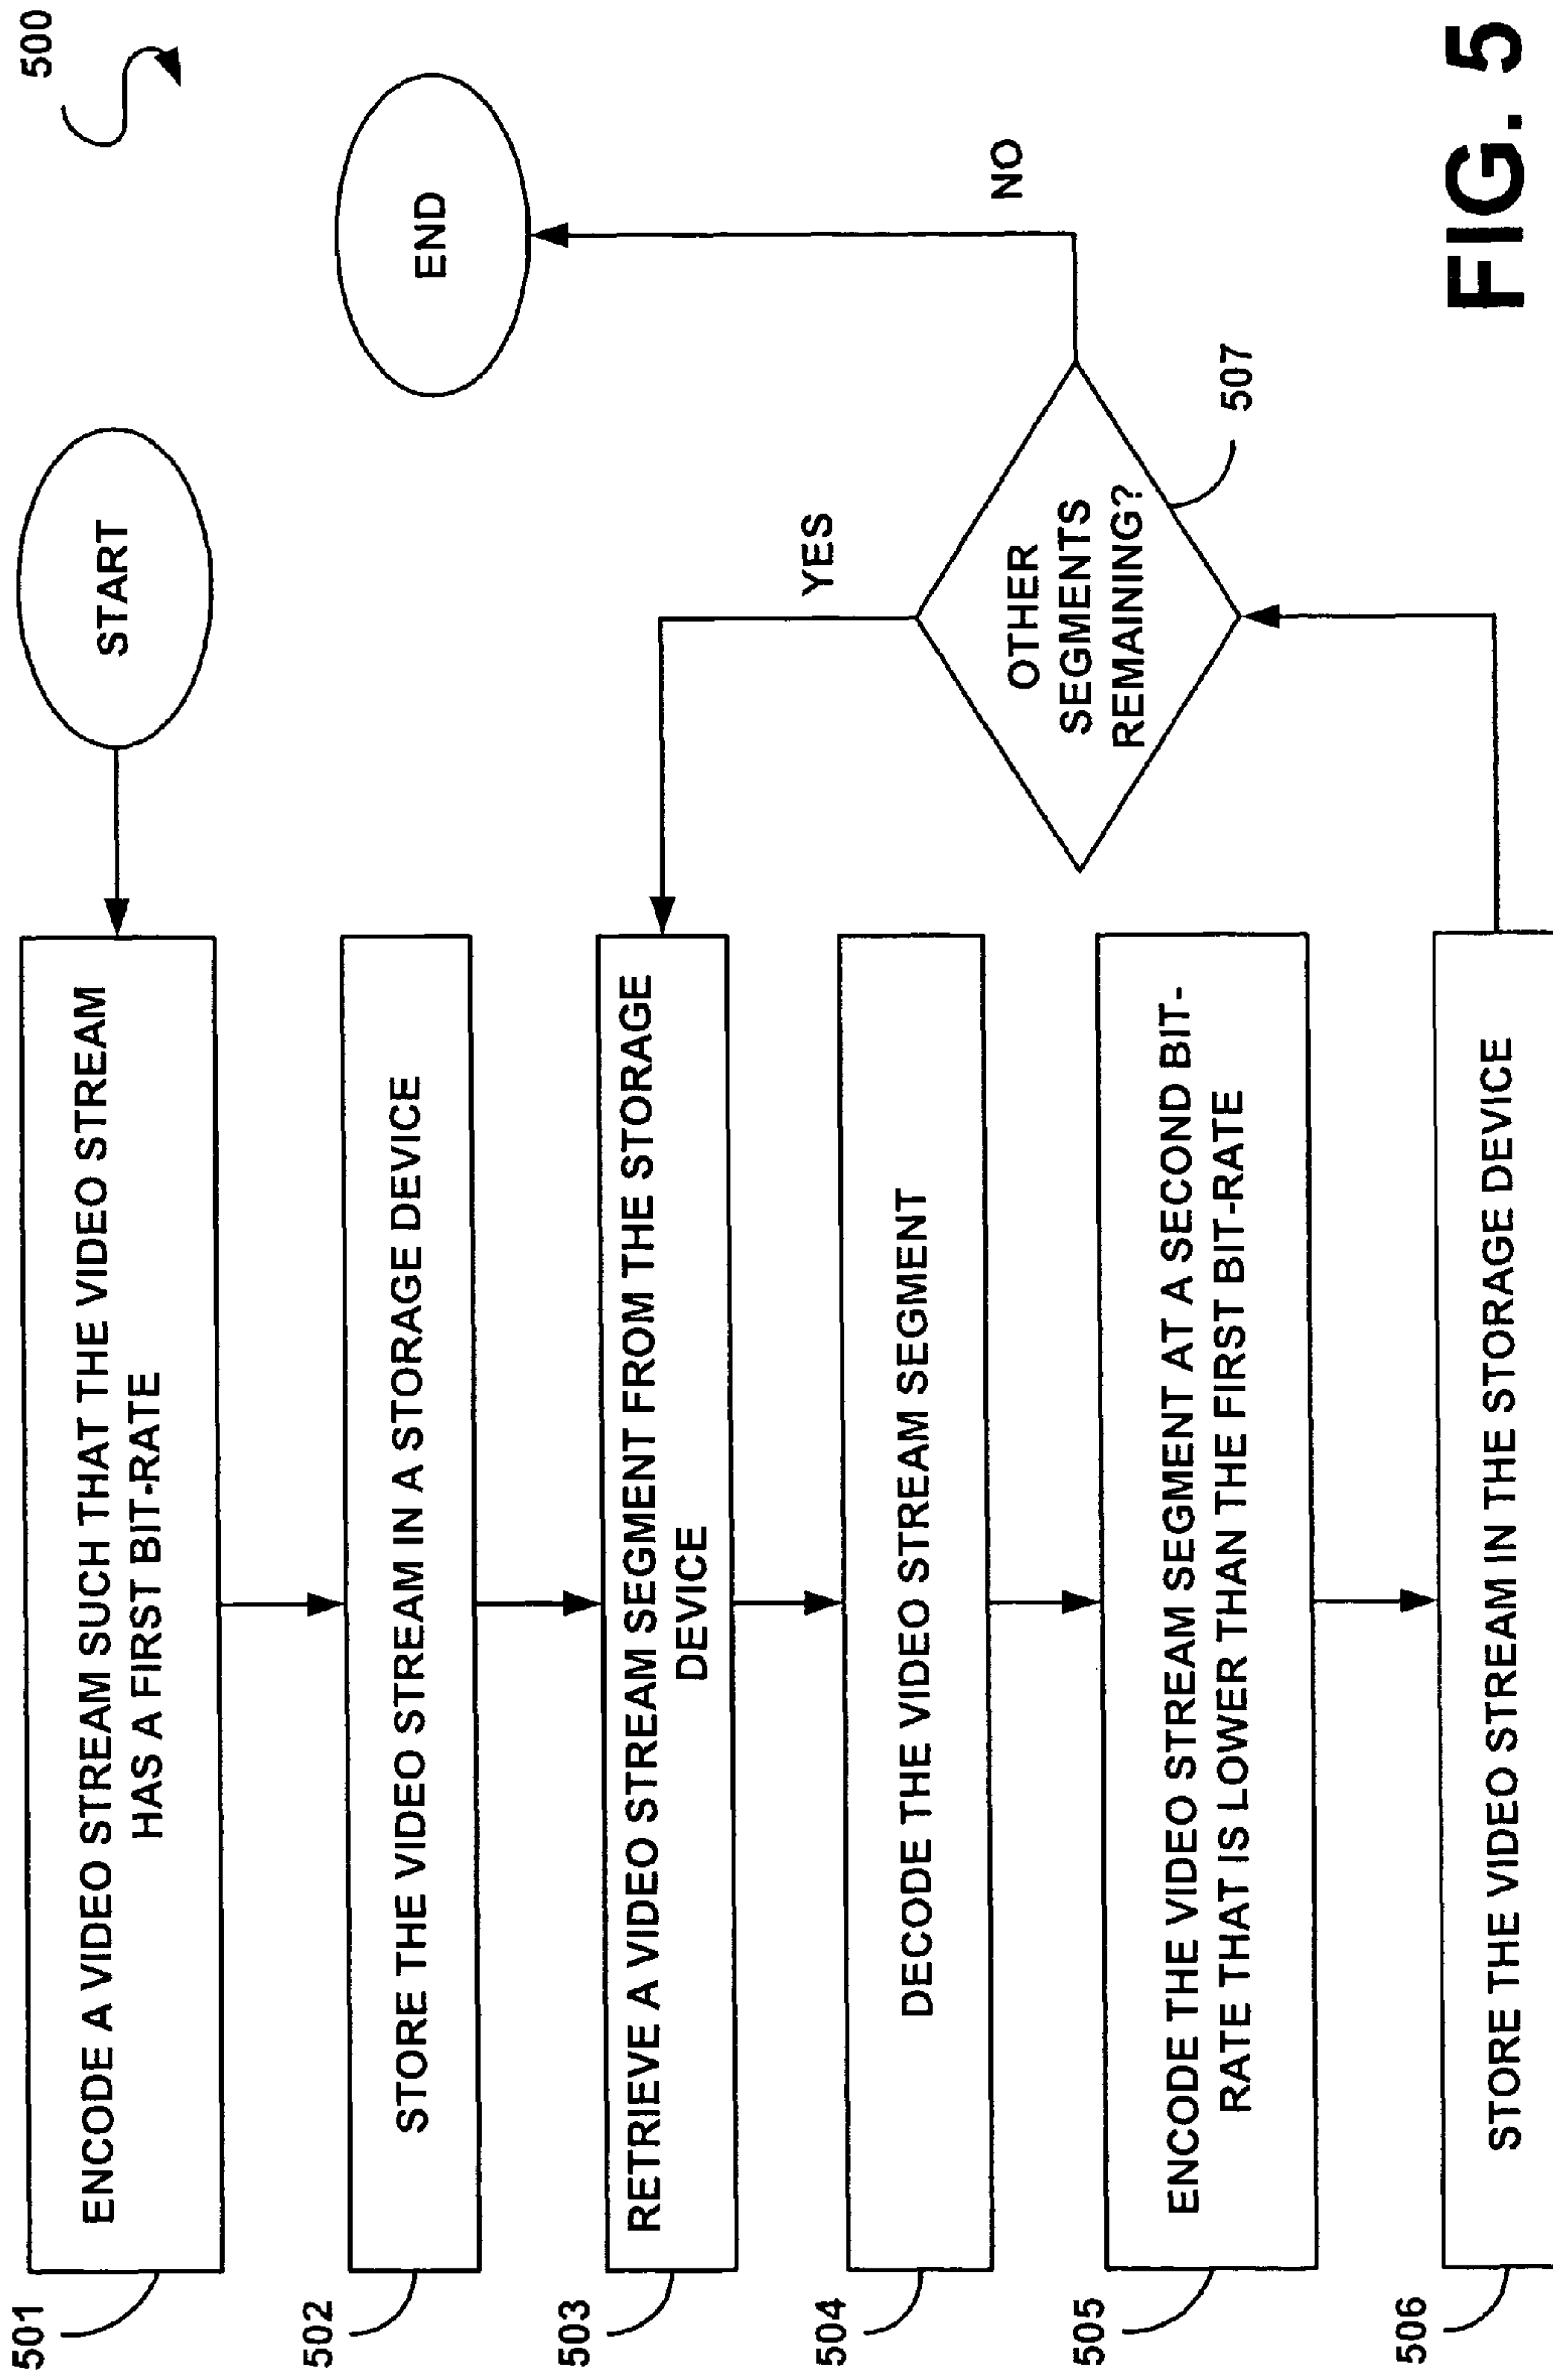 500
START
END
501
ENCODE A VIDEO STREAM SUCH THAT THE VIDEO STREAM
HAS A FIRST BIT-RATE
502
STORE THE VIDEO STREAM IN A STORAGE DEVICE
503
RETRIEVE A VIDEO STREAM SEGMENT FROM THE STORAGE
DEVICE
504
DECODE THE VIDEO STREAM SEGMENT
505
ENCODE THE VIDEO STREAM SEGMENT AT A SECOND BIT-
RATE THAT IS LOWER THAN THE FIRST BIT-RATE
506
STORE THE VIDEO STREAM IN THE STORAGE DEVICE
YES
OTHER
SEGMENTS
REMAINING?
507
NO
FIG. 5